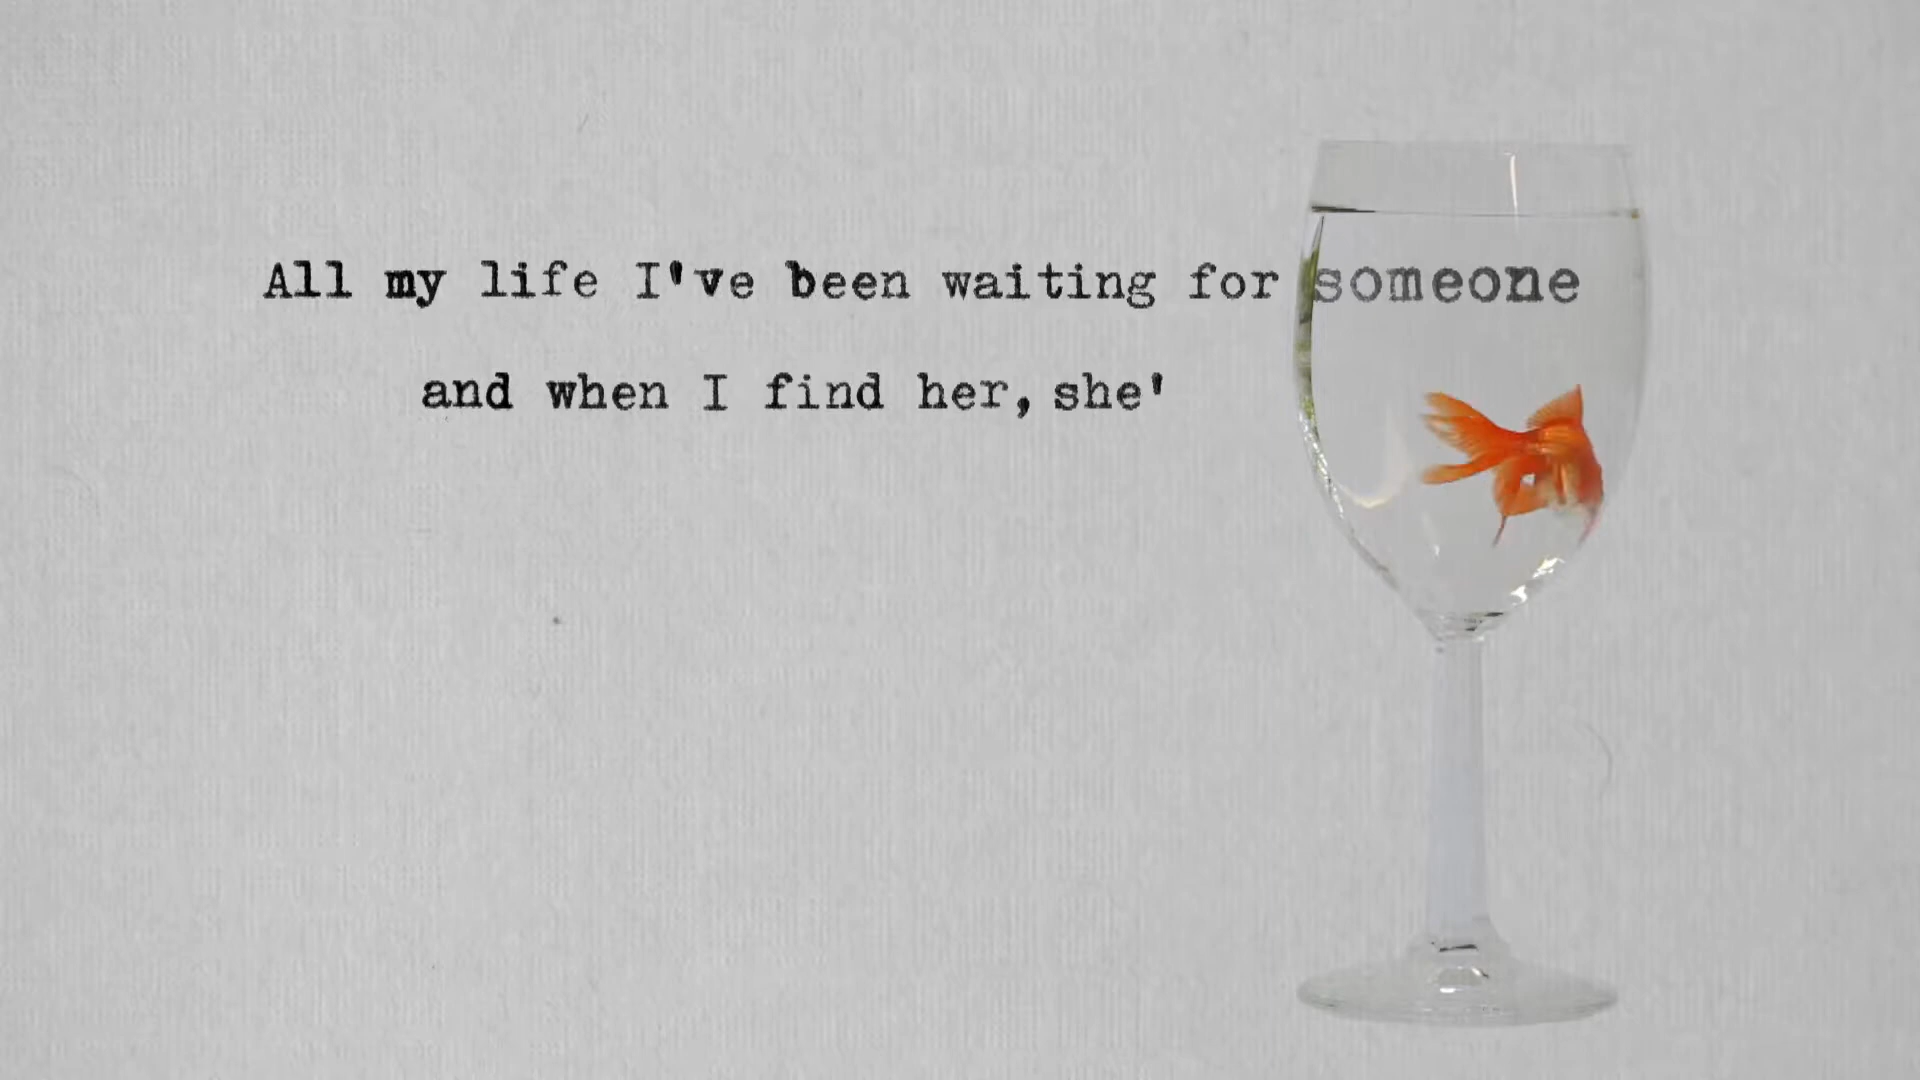 All my life I've been waiting for someone
and when I find her, she'